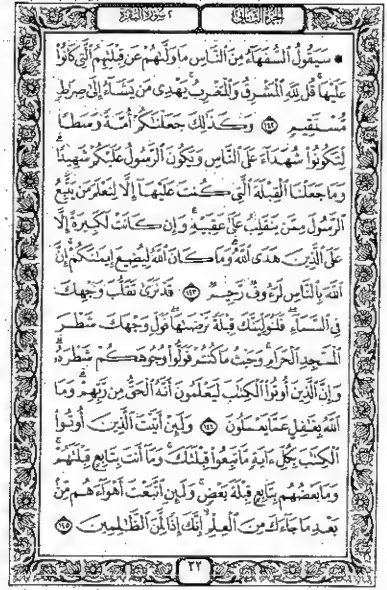 الجزء الثاني
٢ سورة البقرة
* سَيَقُولُ ٱلسُّفَهَآءُ مِنَ ٱلنَّاسِ مَا وَلَّىٰهُمْ عَن قِبْلَتِهِمُ ٱلَّتِى كَانُوا۟
عَلَيْهَا ۚ قُل لِّلَّهِ ٱلْمَشْرِقُ وَٱلْمَغْرِبُ ۚ يَهْدِى مَن يَشَآءُ إِلَىٰ صِرَٰطٍ
مُّسْتَقِيمٍ ١٤٢ وَكَذَٰلِكَ جَعَلْنَٰكُمْ أُمَّةً وَسَطًا
لِّتَكُونُوا۟ شُهَدَآءَ عَلَى ٱلنَّاسِ وَيَكُونَ ٱلرَّسُولُ عَلَيْكُمْ شَهِيدًا ۗ
وَمَا جَعَلْنَا ٱلْقِبْلَةَ ٱلَّتِى كُنتَ عَلَيْهَآ إِلَّا لِنَعْلَمَ مَن يَتَّبِعُ
ٱلرَّسُولَ مِمَّن يَنقَلِبُ عَلَىٰ عَقِبَيْهِ ۚ وَإِن كَانَتْ لَكَبِيرَةً إِلَّا
عَلَى ٱلَّذِينَ هَدَى ٱللَّهُ ۗ وَمَا كَانَ ٱللَّهُ لِيُضِيعَ إِيمَٰنَكُمْ ۚ إِنَّ
ٱللَّهَ بِٱلنَّاسِ لَرَءُوفٌ رَّحِيمٌ ١٤٣ قَدْ نَرَىٰ تَقَلُّبَ وَجْهِكَ
فِى ٱلسَّمَآءِ ۖ فَلَنُوَلِّيَنَّكَ قِبْلَةً تَرْضَىٰهَا ۚ فَوَلِّ وَجْهَكَ شَطْرَ
ٱلْمَسْجِدِ ٱلْحَرَامِ ۚ وَحَيْثُ مَا كُنتُمْ فَوَلُّوا۟ وُجُوهَكُمْ شَطْرَهُۥ ۗ
وَإِنَّ ٱلَّذِينَ أُوتُوا۟ ٱلْكِتَٰبَ لَيَعْلَمُونَ أَنَّهُ ٱلْحَقُّ مِن رَّبِّهِمْ ۗ وَمَا
ٱللَّهُ بِغَٰفِلٍ عَمَّا يَعْمَلُونَ ١٤٤ وَلَئِنْ أَتَيْتَ ٱلَّذِينَ أُوتُوا۟
ٱلْكِتَٰبَ بِكُلِّ ءَايَةٍ مَّا تَبِعُوا۟ قِبْلَتَكَ ۚ وَمَآ أَنتَ بِتَابِعٍ قِبْلَتَهُمْ ۚ
وَمَا بَعْضُهُم بِتَابِعٍ قِبْلَةَ بَعْضٍ ۚ وَلَئِنِ ٱتَّبَعْتَ أَهْوَآءَهُم مِّنۢ
بَعْدِ مَا جَآءَكَ مِنَ ٱلْعِلْمِ ۙ إِنَّكَ إِذًا لَّمِنَ ٱلظَّٰلِمِينَ ١٤٥
٢٢